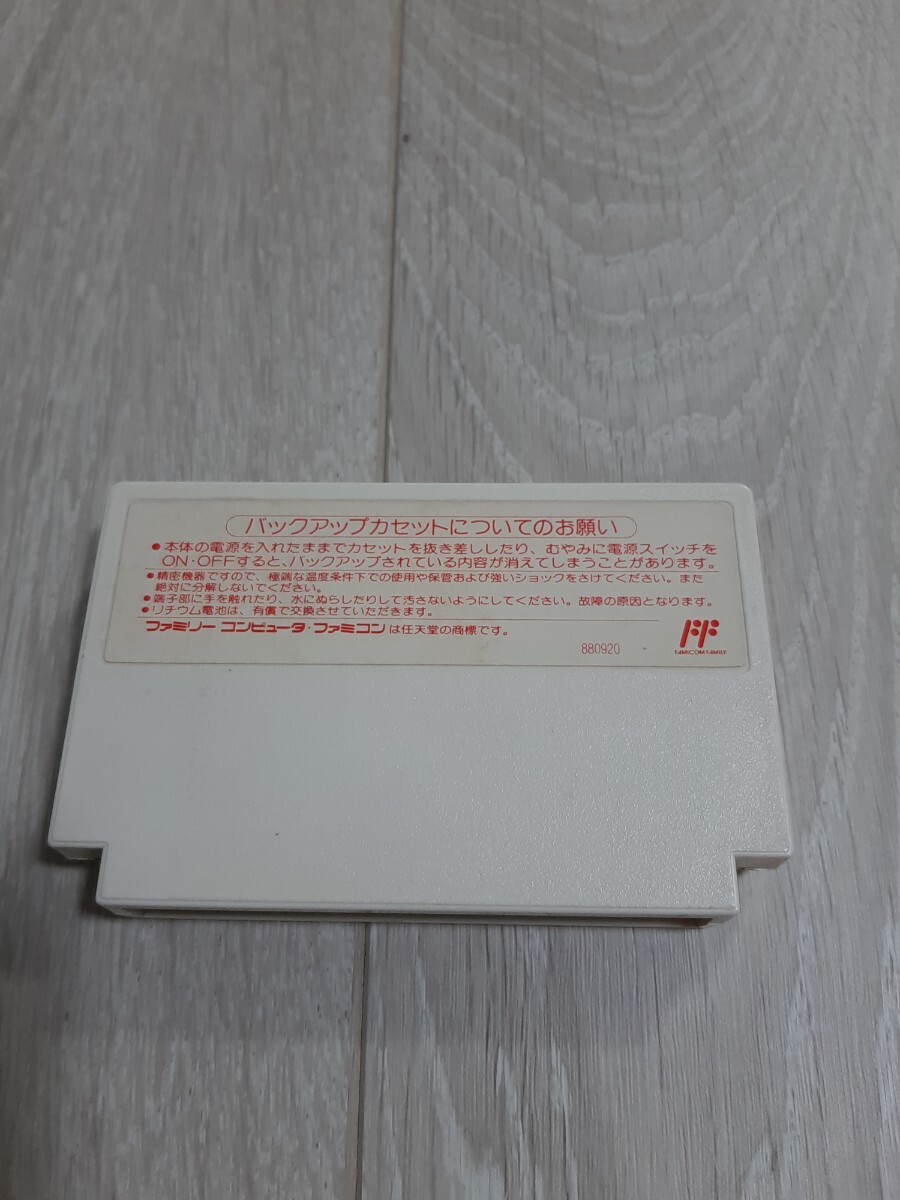 バックアップカセットについてのお願い
●本体の電源を入れたままでカセットを抜き差ししたり、むやみに電源スイッチを
ON・OFFすると、バックアップされている内容が消えてしまうことがあります。
●精密機器ですので、極端な温度条件下での使用や保管および強いショックをさけてください。また
絶対に分解しないでください。
●端子部に手を触れたり、水にぬらしたりして汚さないようにしてください。故障の原因となります。
●リチウム電池は、有償で交換させていただきます。
ファミリー コンピュータ・ファミコンは任天堂の商標です。
880920
FAMICOM FAMILY